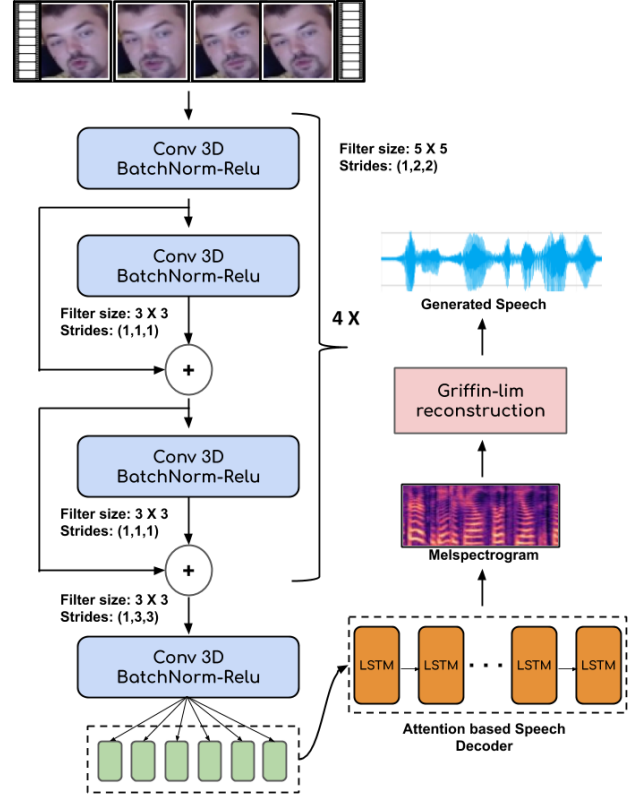 Conv 3D
BatchNorm-Relu
Filter size: 5 X 5
Strides: (1,2,2)
Conv 3D
BatchNorm-Relu
Filter size: 3 X 3
Strides: (1,1,1)
+
4 X
Conv 3D
BatchNorm-Relu
Filter size: 3 X 3
Strides: (1,1,1)
+
Filter size: 3 X 3
Strides: (1,3,3)
Conv 3D
BatchNorm-Relu
LSTM
LSTM
LSTM
LSTM
Attention based Speech
Decoder
Melspectrogram
Griffin-lim
reconstruction
Generated Speech